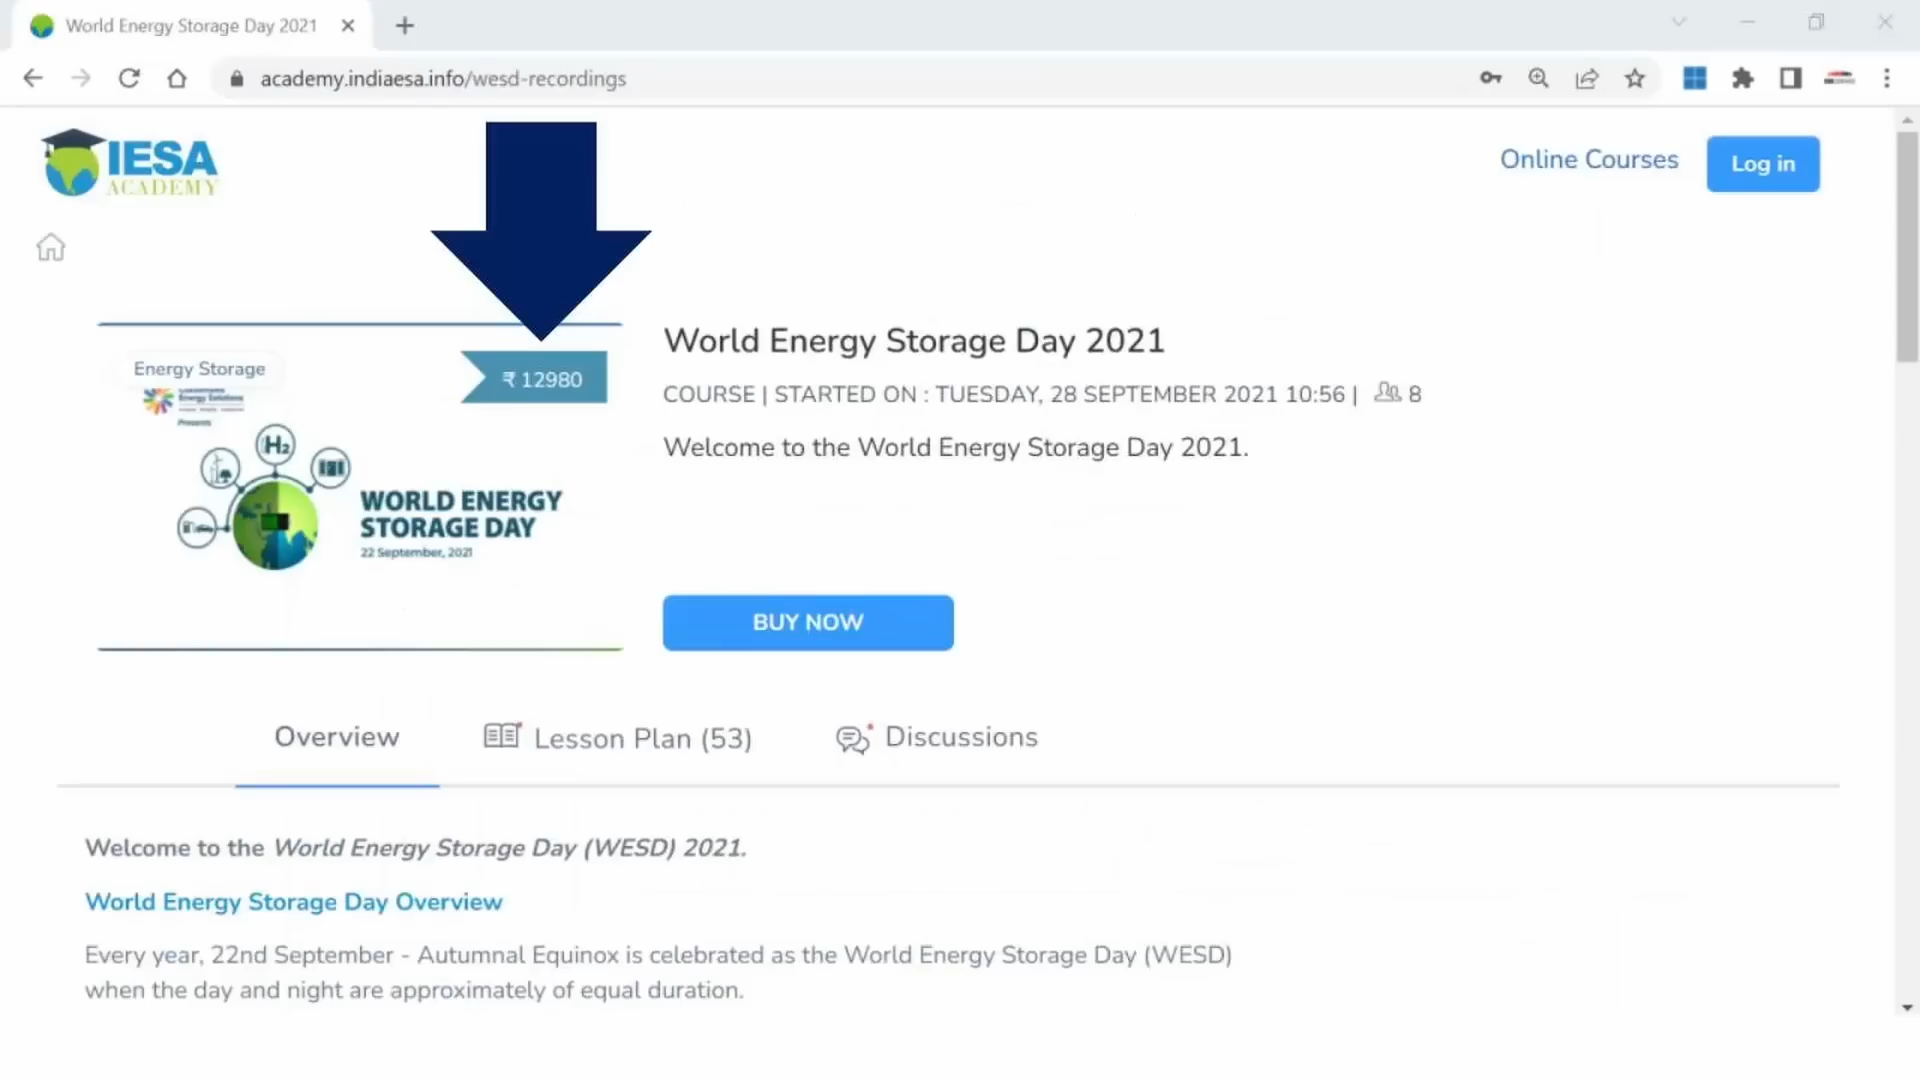 World Energy Storage Day 2021
academy.indiaesa.info/wesd-recordings
IESA
ACADEMY
Online Courses
Log in
Energy Storage
₹ 12980
Energy Solutions
Presents
H₂
WORLD ENERGY
STORAGE DAY
22 September, 2021
World Energy Storage Day 2021
COURSE | STARTED ON : TUESDAY, 28 SEPTEMBER 2021 10:56 | 8
Welcome to the World Energy Storage Day 2021.
BUY NOW
Overview
Lesson Plan (53)
Discussions
Welcome to the World Energy Storage Day (WESD) 2021.
World Energy Storage Day Overview
Every year, 22nd September - Autumnal Equinox is celebrated as the World Energy Storage Day (WESD)
when the day and night are approximately of equal duration.